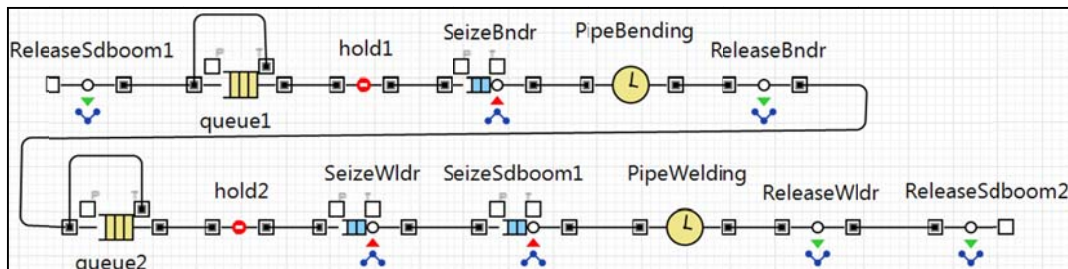 ReleaseSdboom1
hold1
SeizeBndr
PipeBending
ReleaseBndr
P T
P T
queue1
queue2
hold2
SeizeWldr
SeizeSdboom1
PipeWelding
ReleaseWldr
ReleaseSdboom2
P T
P T
P T